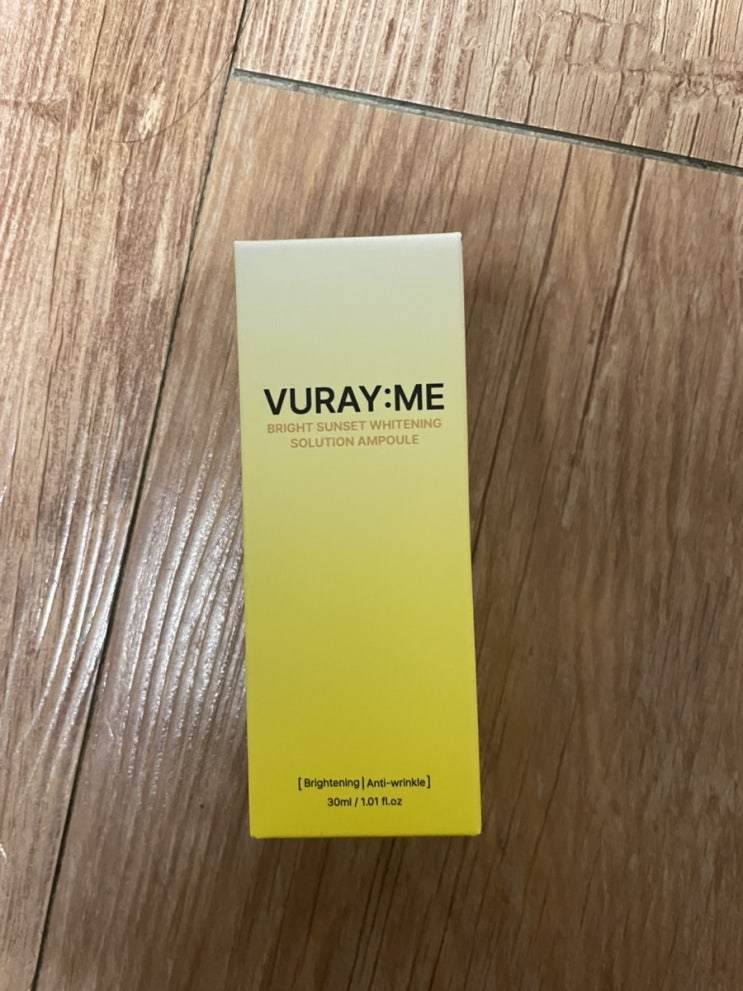 VURAY:ME
BRIGHT SUNSET WHITENING
SOLUTION AMPOULE
[ Brightening | Anti-wrinkle ]
30ml / 1.01 fl.oz